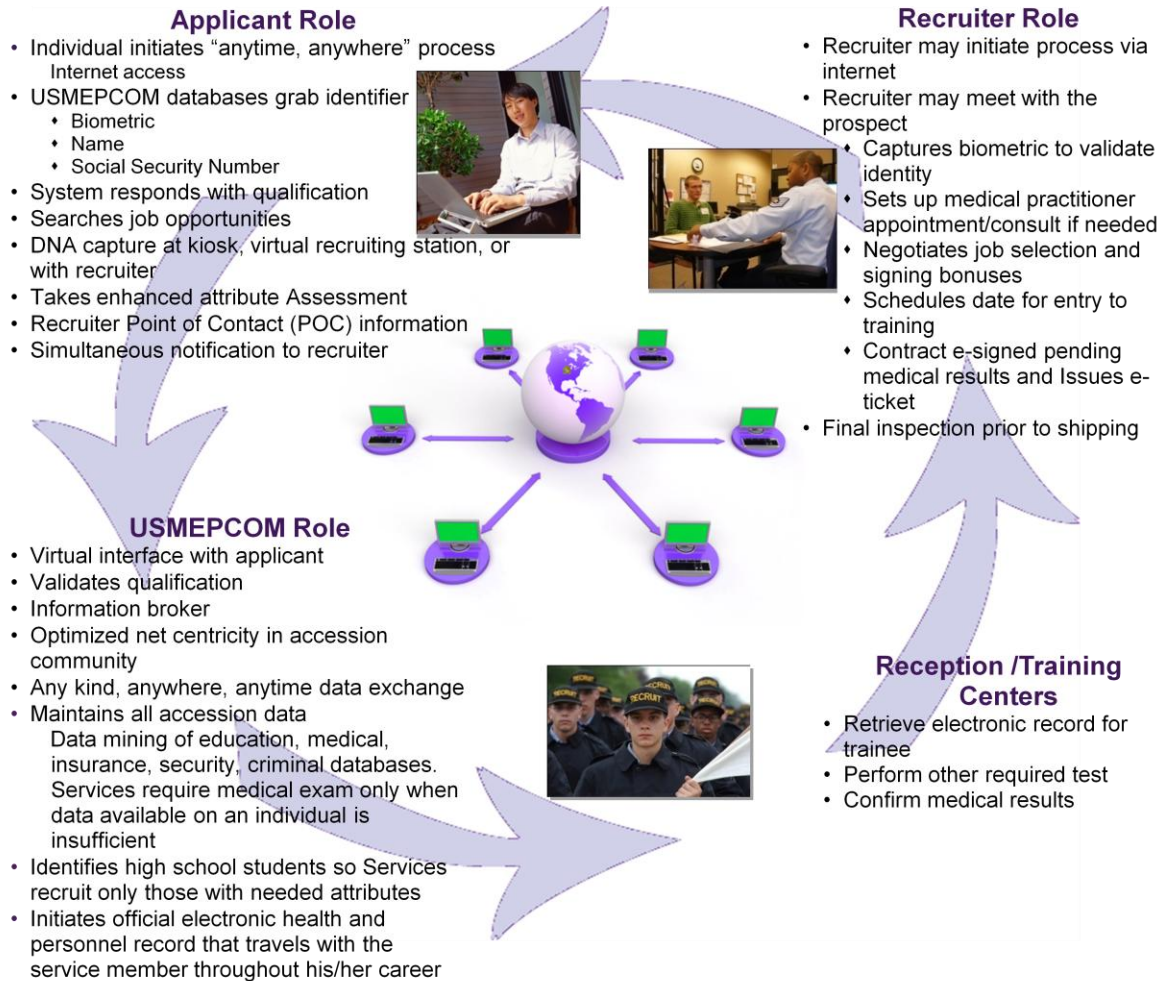 Applicant Role
• Individual initiates “anytime, anywhere” process
Internet access
• USMEPCOM databases grab identifier
♦ Biometric
♦ Name
♦ Social Security Number
• System responds with qualification
• Searches job opportunities
• DNA capture at kiosk, virtual recruiting station, or
with recruiter
• Takes enhanced attribute Assessment
• Recruiter Point of Contact (POC) information
• Simultaneous notification to recruiter
Recruiter Role
• Recruiter may initiate process via
internet
• Recruiter may meet with the
prospect
♦ Captures biometric to validate
identity
♦ Sets up medical practitioner
appointment/consult if needed
♦ Negotiates job selection and
signing bonuses
♦ Schedules date for entry to
training
♦ Contract e-signed pending
medical results and Issues e-
ticket
• Final inspection prior to shipping
USMEPCOM Role
• Virtual interface with applicant
• Validates qualification
• Information broker
• Optimized net centricity in accession
community
• Any kind, anywhere, anytime data exchange
• Maintains all accession data
Data mining of education, medical,
insurance, security, criminal databases.
Services require medical exam only when
data available on an individual is
insufficient
• Identifies high school students so Services
recruit only those with needed attributes
• Initiates official electronic health and
personnel record that travels with the
service member throughout his/her career
RECRUIT
RECRUIT
RECRUIT
Reception /Training
Centers
• Retrieve electronic record for
trainee
• Perform other required test
• Confirm medical results